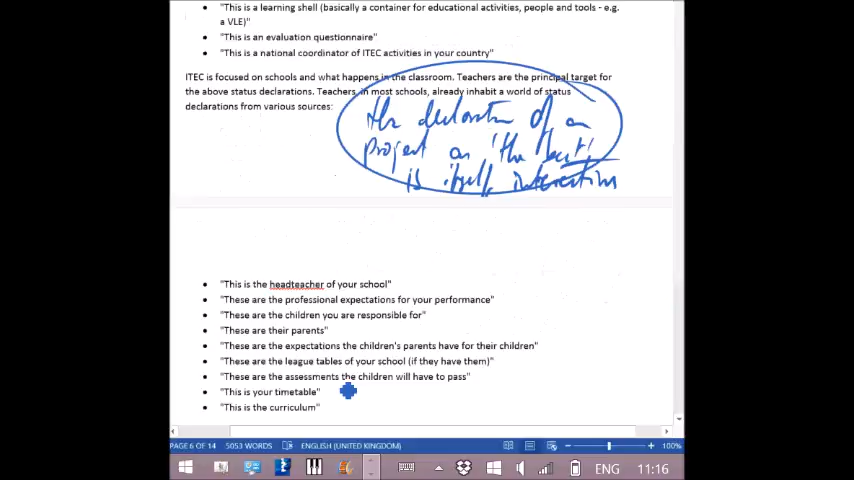 • "This is a learning shell (basically a container for educational activities, people and tools - e.g.
a VLE)"
• "This is an evaluation questionnaire"
• "This is a national coordinator of ITEC activities in your country"
ITEC is focused on schools and what happens in the classroom. Teachers are the principal target for
the above status declarations. Teachers, in most schools, already inhabit a world of status
declarations from various sources:
the declaration of an
project as 'the best'
is itself interesting
• "This is the headteacher of your school"
• "These are the professional expectations for your performance"
• "These are the children you are responsible for"
• "These are their parents"
• "These are the expectations the children's parents have for their children"
• "These are the league tables of your school (if they have them)"
• "These are the assessments the children will have to pass"
• "This is your timetable"
• "This is the curriculum"
PAGE 6 OF 14 5053 WORDS ENGLISH (UNITED KINGDOM) 100%
ENG 11:16